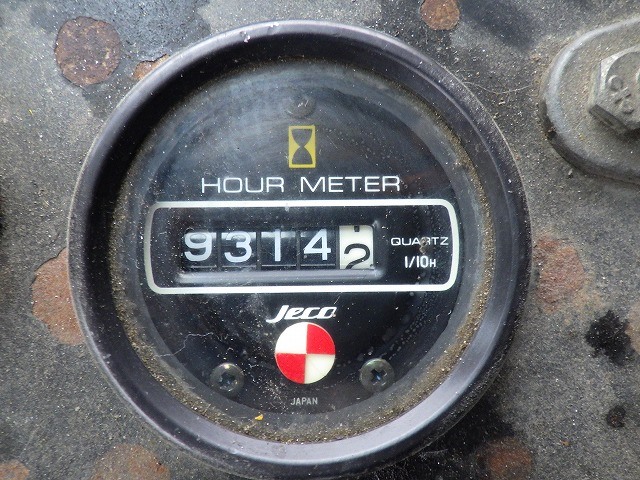 HOUR METER
93142
QUARTZ
1/10H
Jeco
JAPAN